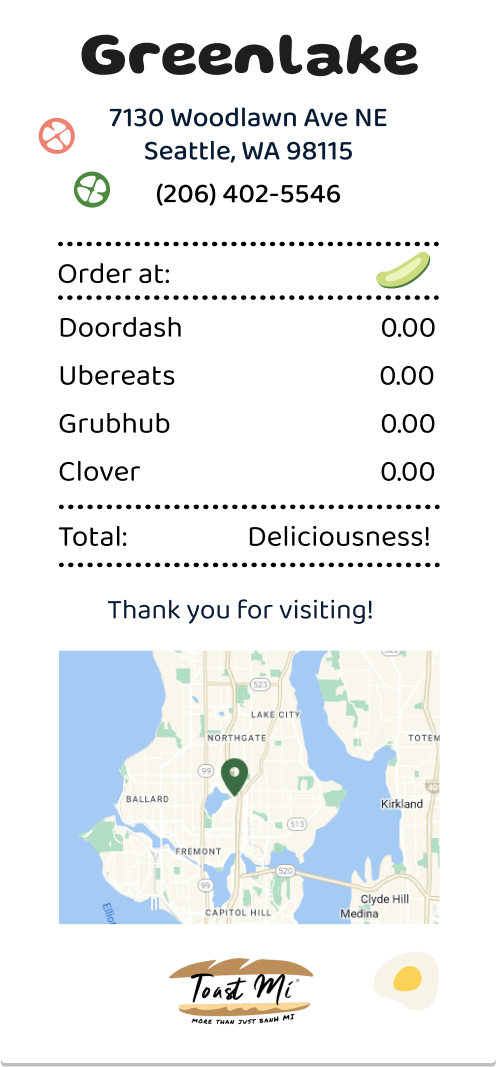 Greenlake
7130 Woodlawn Ave NE
Seattle, WA 98115
(206) 402-5546
Order at:
Doordash 0.00
Ubereats 0.00
Grubhub 0.00
Clover 0.00
Total: Deliciousness!
Thank you for visiting!
523
LAKE CITY
NORTHGATE
TOTEM
99
BALLARD
Kirkland
513
FREMONT
520
99
Clyde Hill
CAPITOL HILL
Medina
Toast Mi
MORE THAN JUST BANH MI